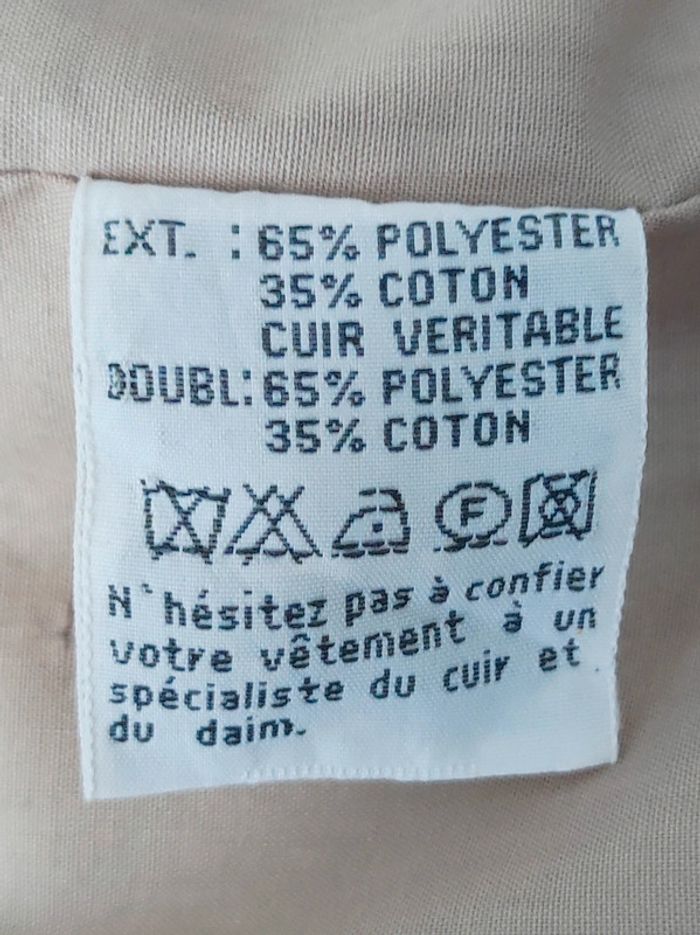 EXT. : 65% POLYESTER
35% COTON
CUIR VERITABLE
DOUBL: 65% POLYESTER
35% COTON
F
N'hésitez pas à confier
votre vêtement à un
spécialiste du cuir et
du daim.